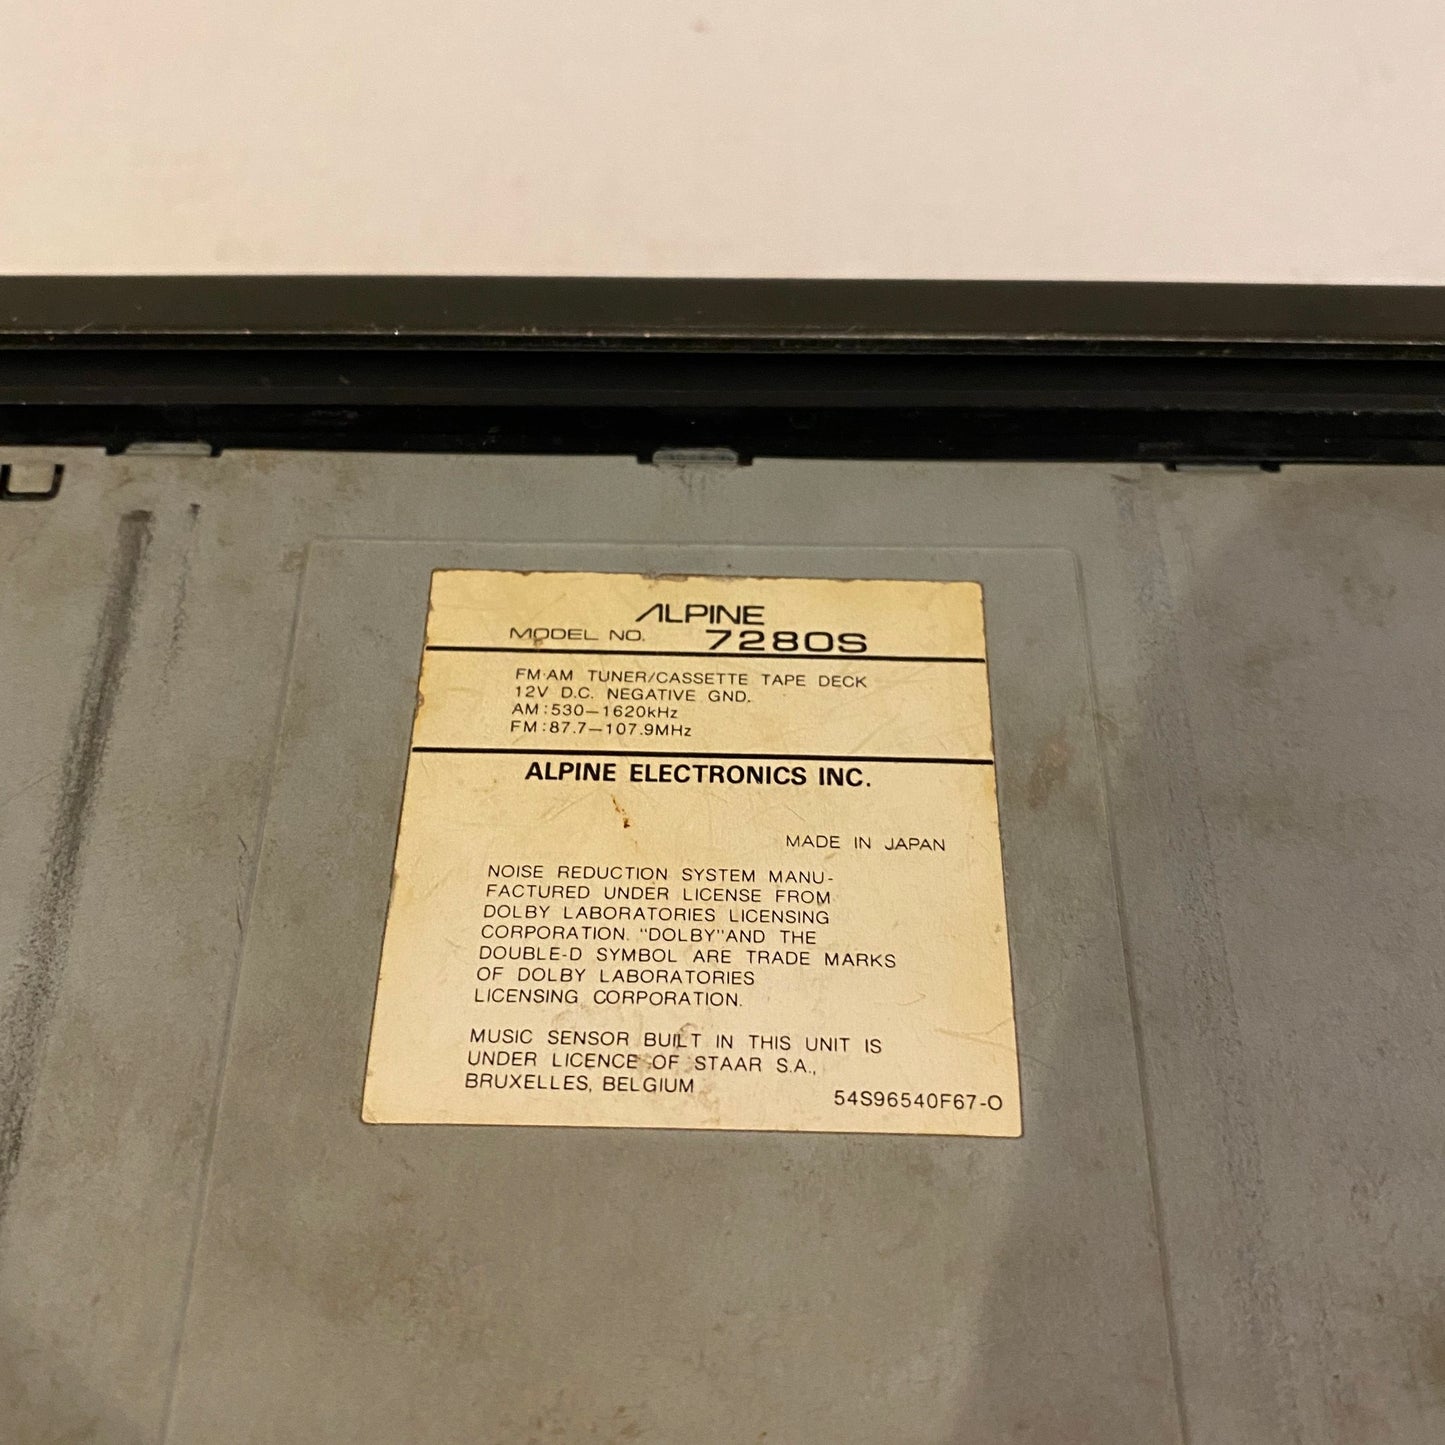 ALPINE
MODEL NO. 7280S
FM·AM TUNER/CASSETTE TAPE DECK
12V D.C. NEGATIVE GND.
AM:530–1620kHz
FM:87.7–107.9MHz
ALPINE ELECTRONICS INC.
MADE IN JAPAN
NOISE REDUCTION SYSTEM MANU-
FACTURED UNDER LICENSE FROM
DOLBY LABORATORIES LICENSING
CORPORATION. "DOLBY" AND THE
DOUBLE-D SYMBOL ARE TRADE MARKS
OF DOLBY LABORATORIES
LICENSING CORPORATION.
MUSIC SENSOR BUILT IN THIS UNIT IS
UNDER LICENCE OF STAAR S.A.,
BRUXELLES, BELGIUM
54S96540F67-O